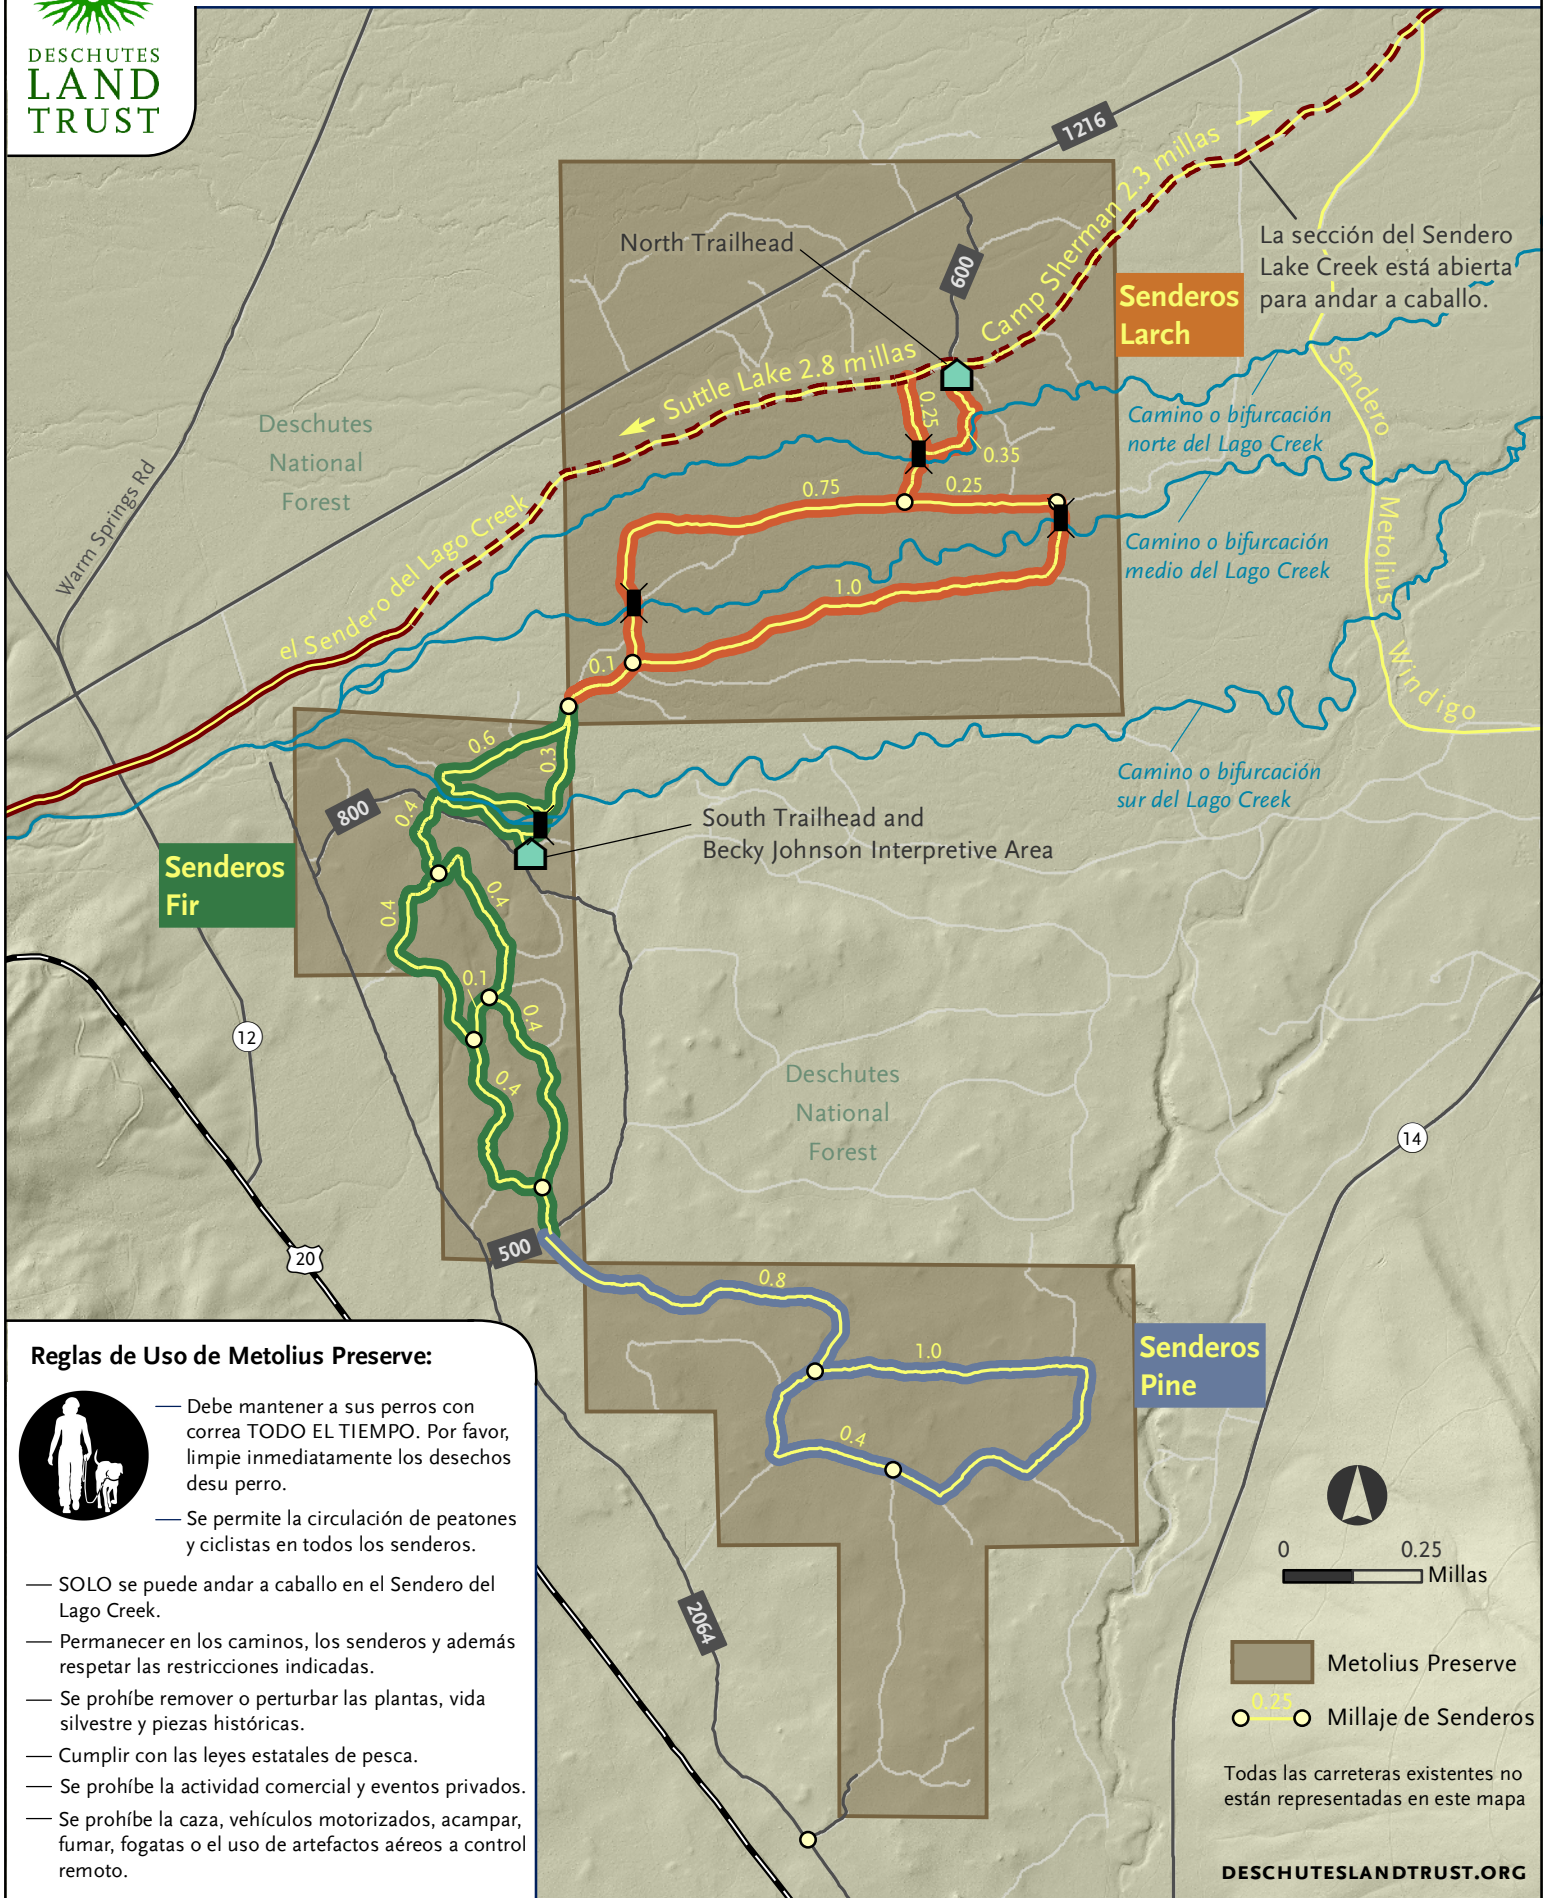 DESCHUTES
LAND
TRUST
1216
North Trailhead
600
Camp Sherman 2.3 millas
La sección del Sendero
Lake Creek está abierta
para andar a caballo.
Senderos
Larch
Suttle Lake 2.8 millas
Sendero Metolius Windigo
Deschutes
National
Forest
Warm Springs Rd
el Sendero del Lago Creek
0.25
0.35
Camino o bifurcación
norte del Lago Creek
0.75
0.25
Camino o bifurcación
medio del Lago Creek
1.0
0.1
0.6
0.3
Camino o bifurcación
sur del Lago Creek
800
0.4
South Trailhead and
Becky Johnson Interpretive Area
Senderos
Fir
0.4
0.4
0.1
0.4
12
0.4
Deschutes
National
Forest
14
20
500
0.8
Senderos
Pine
1.0
0.4
2064
Reglas de Uso de Metolius Preserve:
— Debe mantener a sus perros con
correa TODO EL TIEMPO. Por favor,
limpie inmediatamente los desechos
desu perro.
— Se permite la circulación de peatones
y ciclistas en todos los senderos.
— SOLO se puede andar a caballo en el Sendero del
Lago Creek.
— Permanecer en los caminos, los senderos y además
respetar las restricciones indicadas.
— Se prohíbe remover o perturbar las plantas, vida
silvestre y piezas históricas.
— Cumplir con las leyes estatales de pesca.
— Se prohíbe la actividad comercial y eventos privados.
— Se prohíbe la caza, vehículos motorizados, acampar,
fumar, fogatas o el uso de artefactos aéreos a control
remoto.
0 0.25
Millas
Metolius Preserve
0.25
Millaje de Senderos
Todas las carreteras existentes no
están representadas en este mapa
DESCHUTESLANDTRUST.ORG